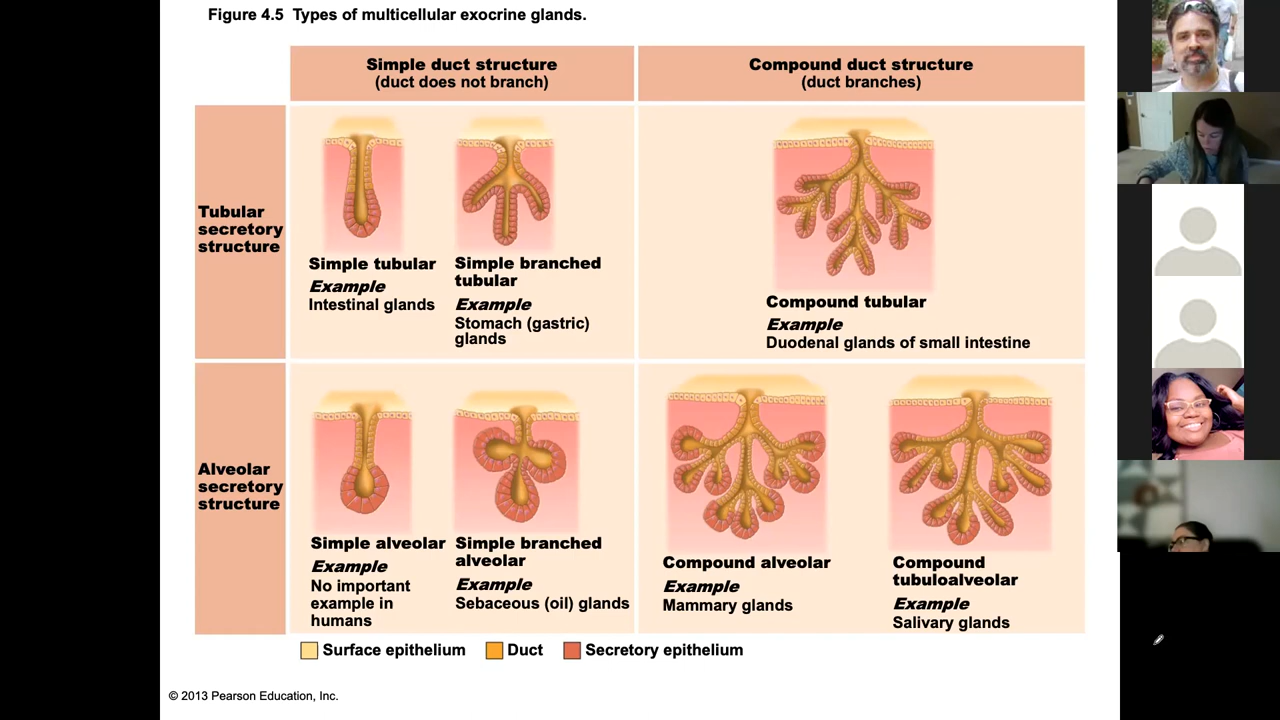 Figure 4.5 Types of multicellular exocrine glands.
Simple duct structure
(duct does not branch)
Compound duct structure
(duct branches)
Tubular
secretory
structure
Simple tubular
Example
Intestinal glands
Simple branched
tubular
Example
Stomach (gastric)
glands
Compound tubular
Example
Duodenal glands of small intestine
Alveolar
secretory
structure
Simple alveolar
Example
No important
example in
humans
Simple branched
alveolar
Example
Sebaceous (oil) glands
Compound alveolar
Example
Mammary glands
Compound
tubuloalveolar
Example
Salivary glands
Surface epithelium
Duct
Secretory epithelium
© 2013 Pearson Education, Inc.